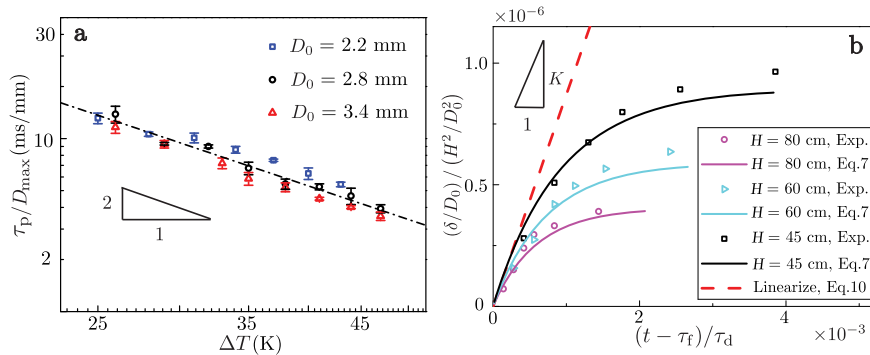 a
30
10
2
τp/Dmax (ms/mm)
D0 = 2.2 mm
D0 = 2.8 mm
D0 = 3.4 mm
2
1
25
35
45
ΔT(K)
×10⁻⁶
b
1.0
0.5
0
(δ/D0) / (H²/D0²)
K
1
H = 80 cm, Exp.
H = 80 cm, Eq.7
H = 60 cm, Exp.
H = 60 cm, Eq.7
H = 45 cm, Exp.
H = 45 cm, Eq.7
Linearize, Eq.10
0
2
4
×10⁻³
(t − τf)/τd